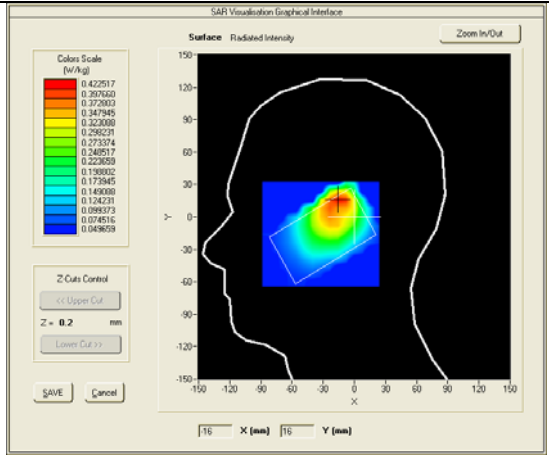 SAR Visualisation Graphical Interface
Surface Radiated Intensity
Zoom In/Out
Colors Scale
(W/kg)
0.422517
0.397660
0.372803
0.347945
0.323088
0.298231
0.273374
0.248517
0.223659
0.198802
0.173945
0.149088
0.124231
0.099373
0.074516
0.049659
Z-Cuts Control
<< Upper Cut
Z = 0.2 mm
Lower Cut >>
SAVE Cancel
150
120
90
60
30
0
-30
-60
-90
-120
-150
Y
-150 -120 -90 -60 -30 0 30 60 90 120 150
X
-16 X (mm) 16 Y (mm)